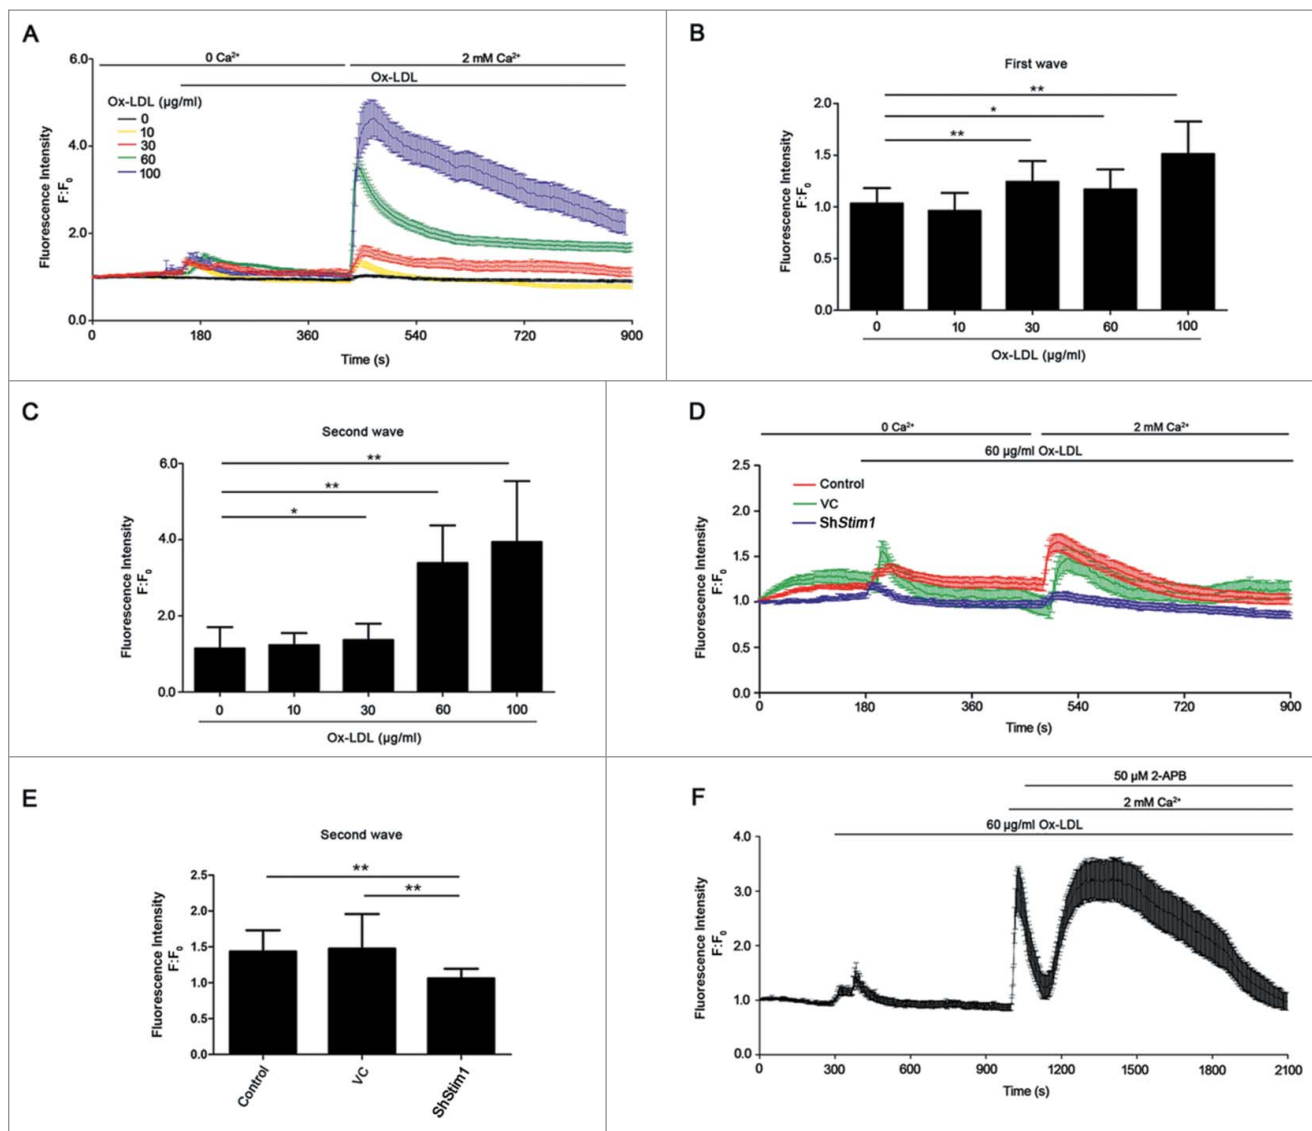 A
0 Ca²⁺
2 mM Ca²⁺
Ox-LDL
Ox-LDL (µg/ml)
0
10
30
60
100
Fluorescence Intensity
F:F₀
6.0
4.0
2.0
0.0
0
180
360
540
720
900
Time (s)
B
First wave
**
*
**
Fluorescence Intensity
F:F₀
2.0
1.5
1.0
0.5
0.0
0
10
30
60
100
Ox-LDL (µg/ml)
C
Second wave
**
**
*
Fluorescence Intensity
F:F₀
6.0
4.0
2.0
0.0
0
10
30
60
100
Ox-LDL (µg/ml)
D
0 Ca²⁺
2 mM Ca²⁺
60 µg/ml Ox-LDL
Control
VC
ShStim1
Fluorescence Intensity
F:F₀
2.5
2.0
1.5
1.0
0.5
0.0
0
180
360
540
720
900
Time (s)
E
Second wave
**
**
Fluorescence Intensity
F:F₀
2.5
2.0
1.5
1.0
0.5
0.0
Control
VC
ShStim1
F
50 µM 2-APB
2 mM Ca²⁺
60 µg/ml Ox-LDL
Fluorescence Intensity
F:F₀
4.0
3.0
2.0
1.0
0.0
0
300
600
900
1200
1500
1800
2100
Time (s)